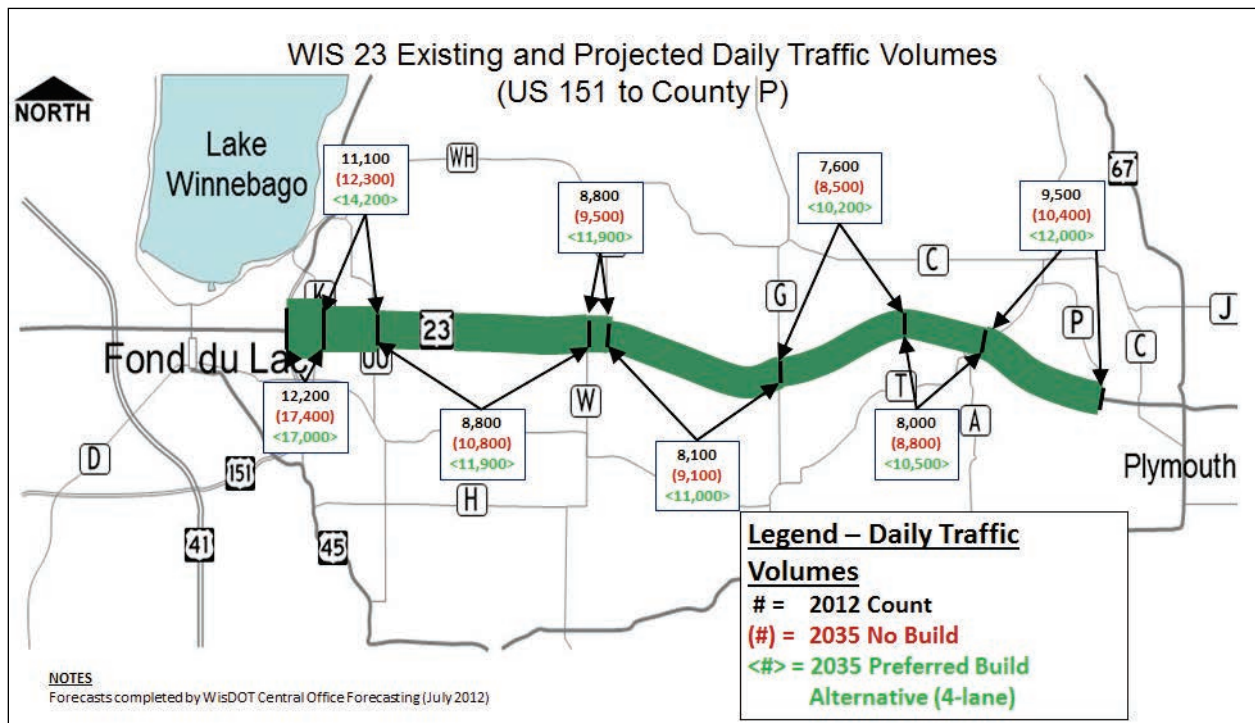 WIS 23 Existing and Projected Daily Traffic Volumes
(US 151 to County P)
NORTH
Lake
Winnebago
11,100
(12,300)
<14,200>
WH
8,800
(9,500)
<11,900>
7,600
(8,500)
<10,200>
9,500
(10,400)
<12,000>
67
K
23
G
C
P
J
C
Fond du Lac
UU
W
T
A
12,200
(17,400)
<17,000>
8,800
(10,800)
<11,900>
8,100
(9,100)
<11,000>
8,000
(8,800)
<10,500>
D
151
H
Plymouth
41
45
Legend – Daily Traffic
Volumes
# = 2012 Count
(#) = 2035 No Build
<#> = 2035 Preferred Build
Alternative (4-lane)
NOTES
Forecasts completed by WisDOT Central Office Forecasting (July 2012)